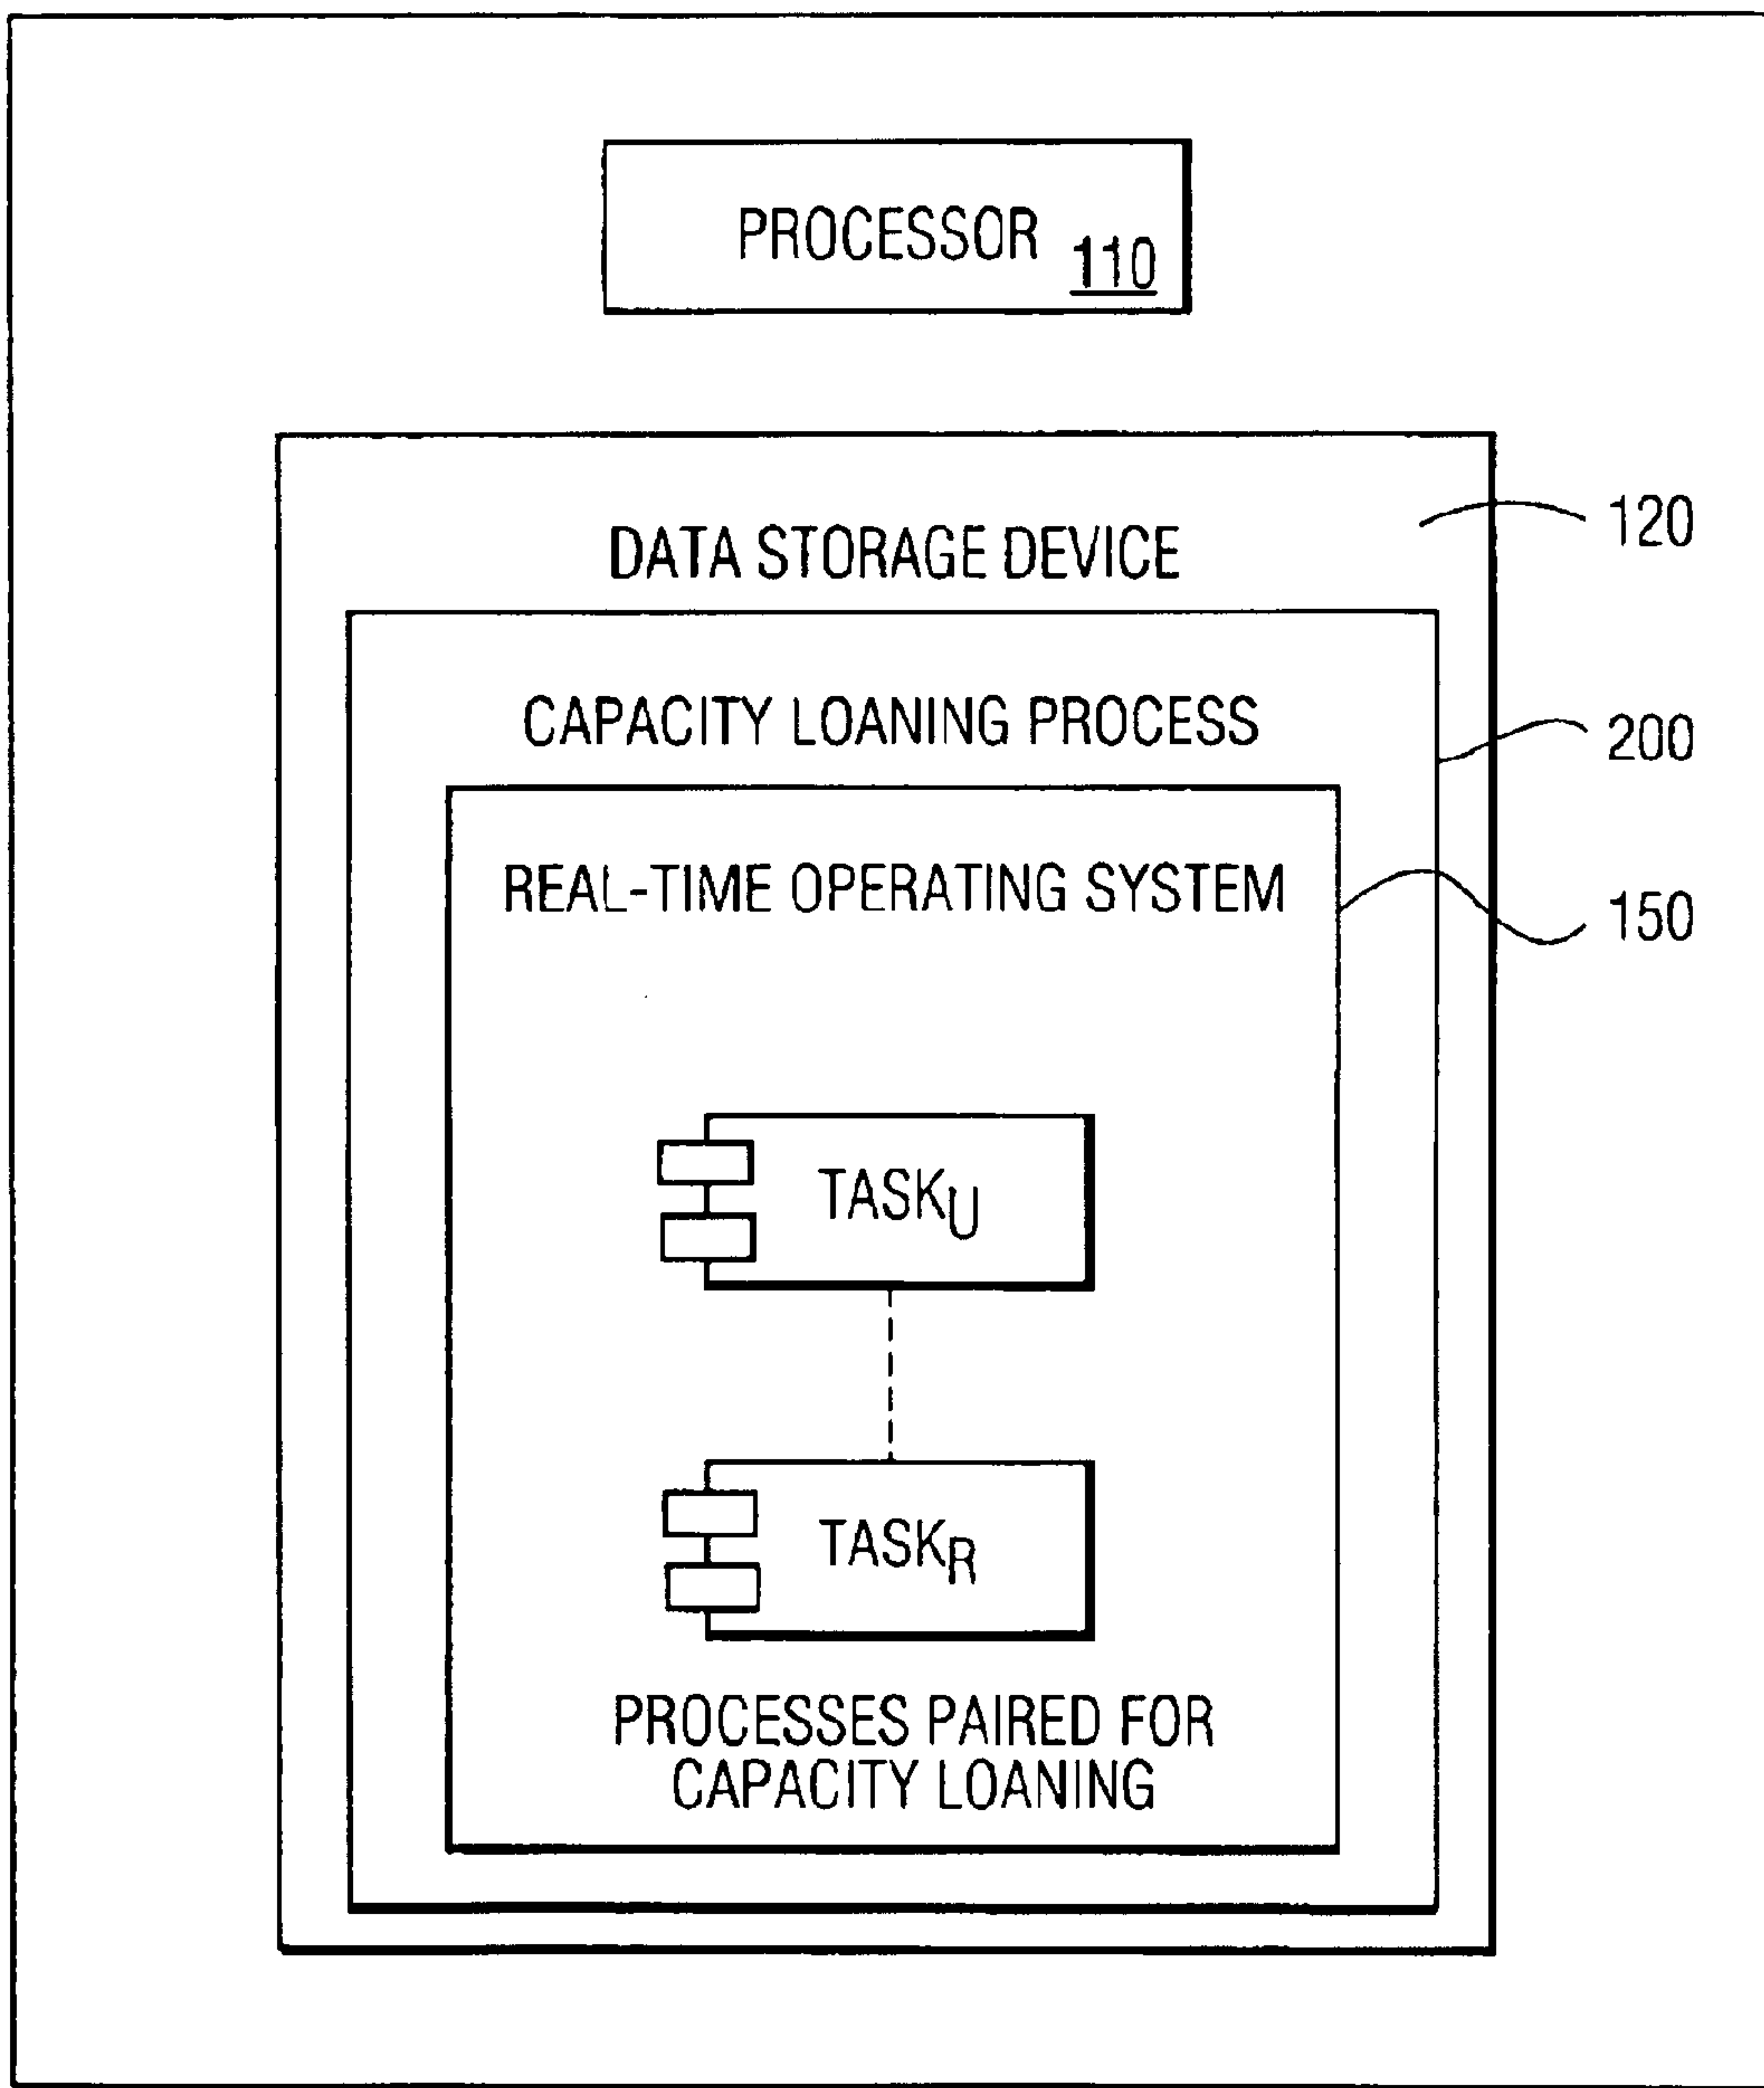 PROCESSOR 110
DATA STORAGE DEVICE
120
CAPACITY LOANING PROCESS
200
REAL-TIME OPERATING SYSTEM
150
TASKU
TASKR
PROCESSES PAIRED FOR
CAPACITY LOANING